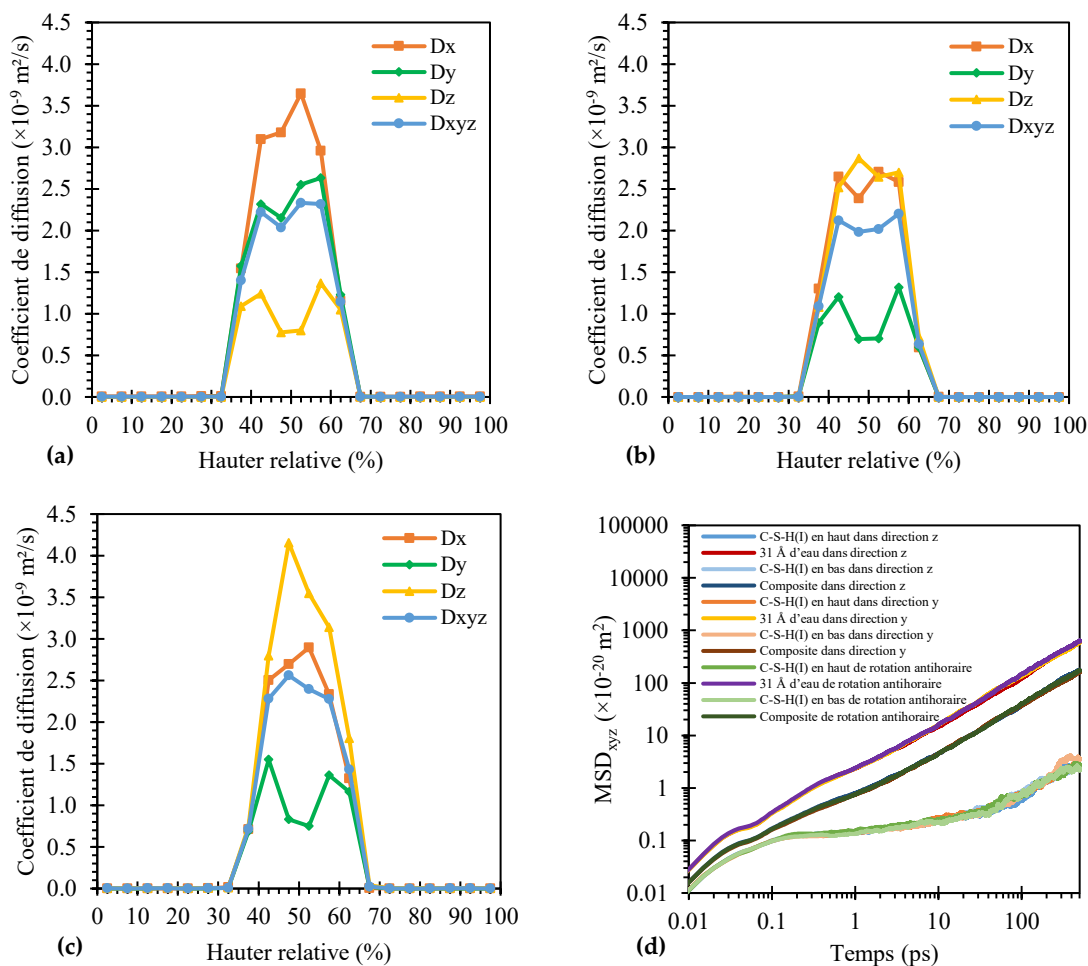 4.5
4.0
3.5
3.0
2.5
2.0
1.5
1.0
0.5
0.0
Coefficient de diffusion (×10⁻⁹ m²/s)
Dx
Dy
Dz
Dxyz
0 10 20 30 40 50 60 70 80 90 100
(a)
Hauter relative (%)
4.5
4.0
3.5
3.0
2.5
2.0
1.5
1.0
0.5
0.0
Coefficient de diffusion (×10⁻⁹ m²/s)
Dx
Dy
Dz
Dxyz
0 10 20 30 40 50 60 70 80 90 100
(b)
Hauter relative (%)
4.5
4.0
3.5
3.0
2.5
2.0
1.5
1.0
0.5
0.0
Coefficient de diffusion (×10⁻⁹ m²/s)
Dx
Dy
Dz
Dxyz
0 10 20 30 40 50 60 70 80 90 100
(c)
Hauter relative (%)
100000
10000
1000
100
10
1
0.1
0.01
MSDxyz (×10⁻²⁰ m²)
C-S-H(I) en haut dans direction z
31 Å d’eau dans direction z
C-S-H(I) en bas dans direction z
Composite dans direction z
C-S-H(I) en haut dans direction y
31 Å d’eau dans direction y
C-S-H(I) en bas dans direction y
Composite dans direction y
C-S-H(I) en haut de rotation antihoraire
31 Å d’eau de rotation antihoraire
C-S-H(I) en bas de rotation antihoraire
Composite de rotation antihoraire
0.01 0.1 1 10 100
Temps (ps)
(d)